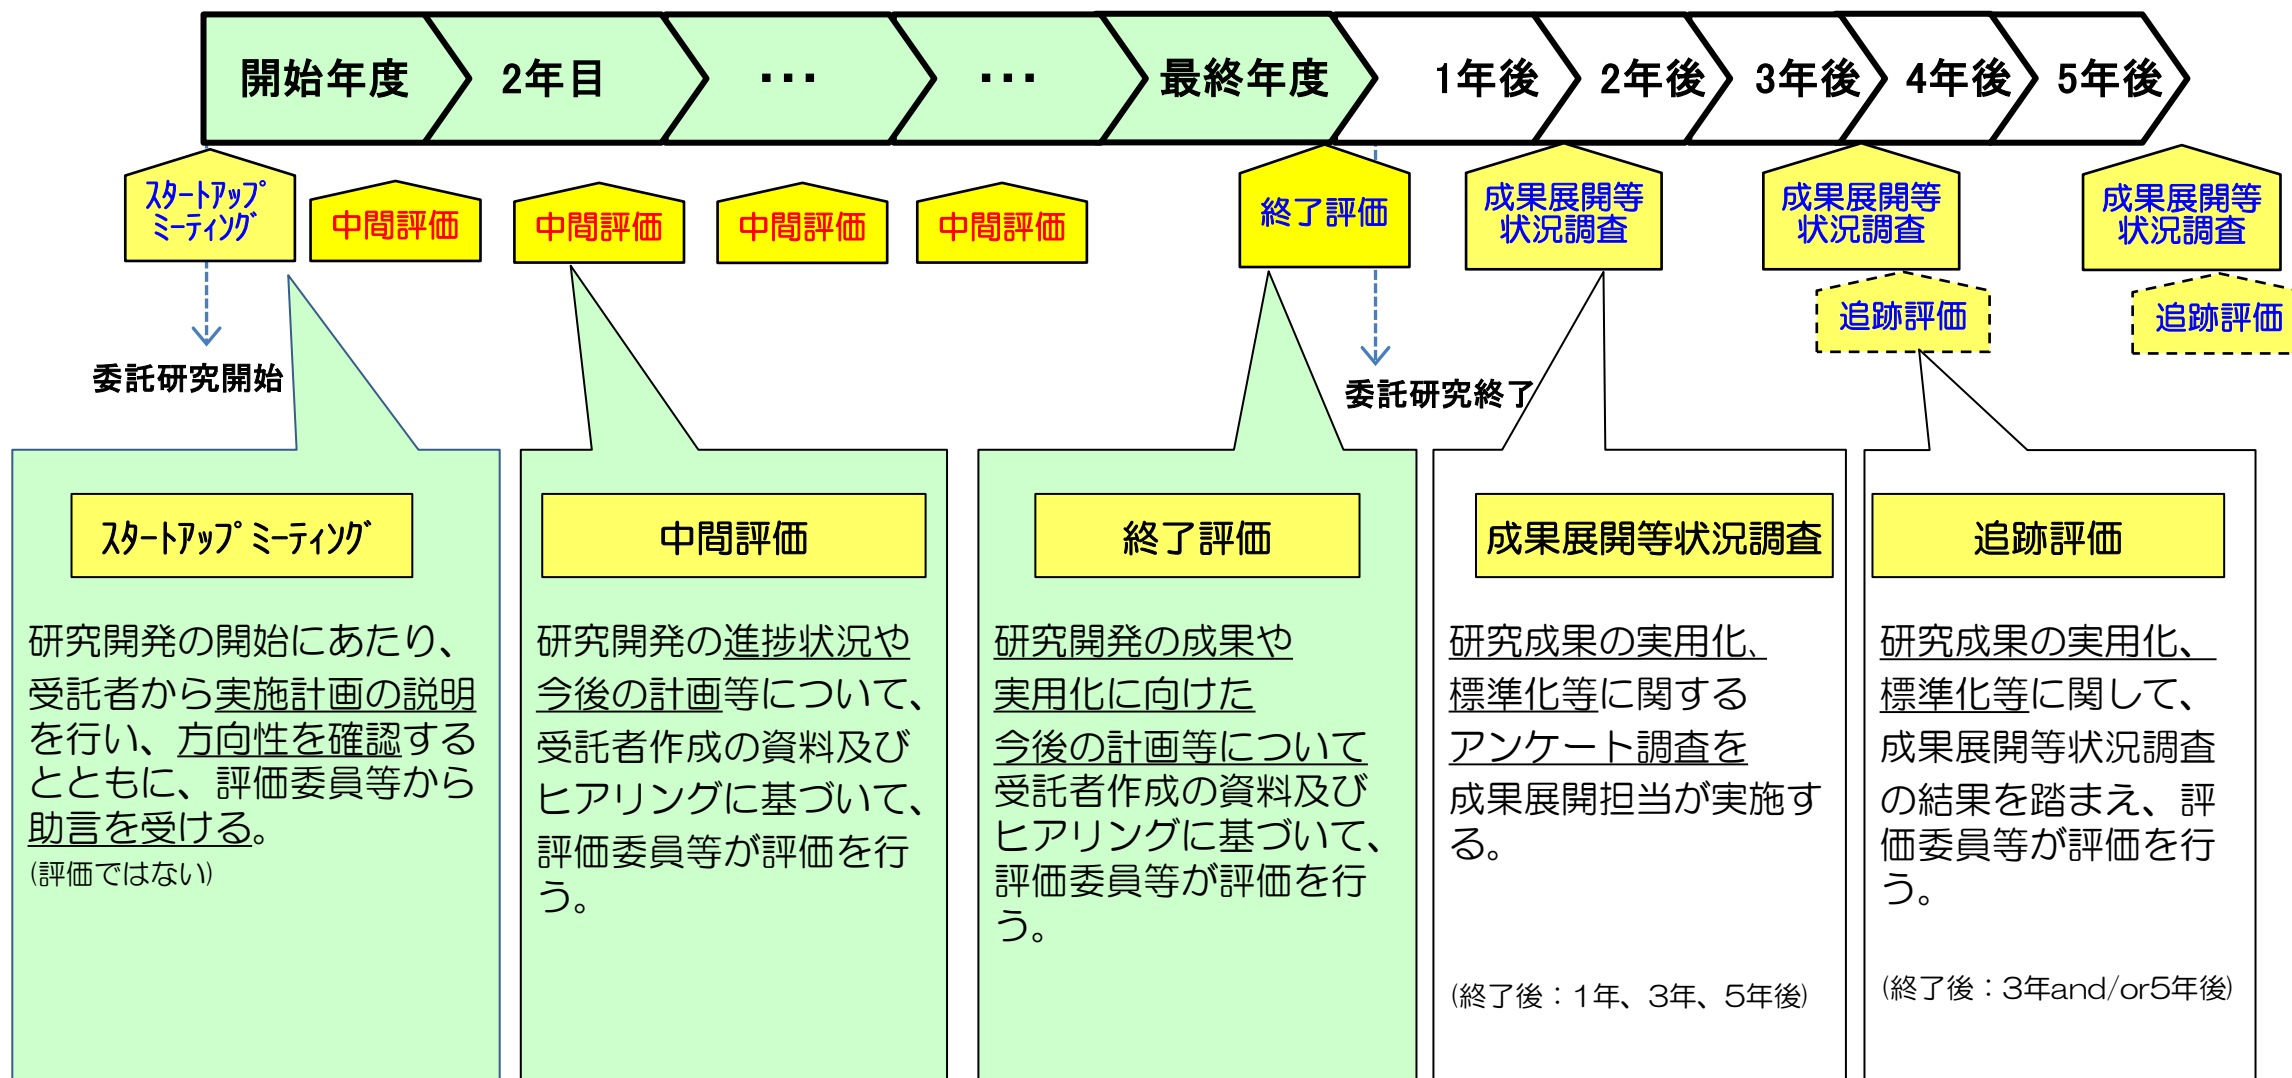 開始年度
2年目
・・・
・・・
最終年度
1年後
2年後
3年後
4年後
5年後
ｽﾀｰﾄｱｯﾌﾟ
ﾐｰﾃｨﾝｸﾞ
中間評価
中間評価
中間評価
中間評価
終了評価
成果展開等
状況調査
成果展開等
状況調査
成果展開等
状況調査
追跡評価
追跡評価
委託研究開始
委託研究終了
ｽﾀｰﾄｱｯﾌﾟﾐｰﾃｨﾝｸﾞ
研究開発の開始にあたり、
受託者から実施計画の説明
を行い、方向性を確認する
とともに、評価委員等から
助言を受ける。
(評価ではない)
中間評価
研究開発の進捗状況や
今後の計画等について、
受託者作成の資料及び
ヒアリングに基づいて、
評価委員等が評価を行
う。
終了評価
研究開発の成果や
実用化に向けた
今後の計画等について
受託者作成の資料及び
ヒアリングに基づいて、
評価委員等が評価を行
う。
成果展開等状況調査
研究成果の実用化、
標準化等に関する
アンケート調査を
成果展開担当が実施す
る。
(終了後：1年、3年、5年後)
追跡評価
研究成果の実用化、
標準化等に関して、
成果展開等状況調査
の結果を踏まえ、評
価委員等が評価を行
う。
(終了後：3年and/or5年後)